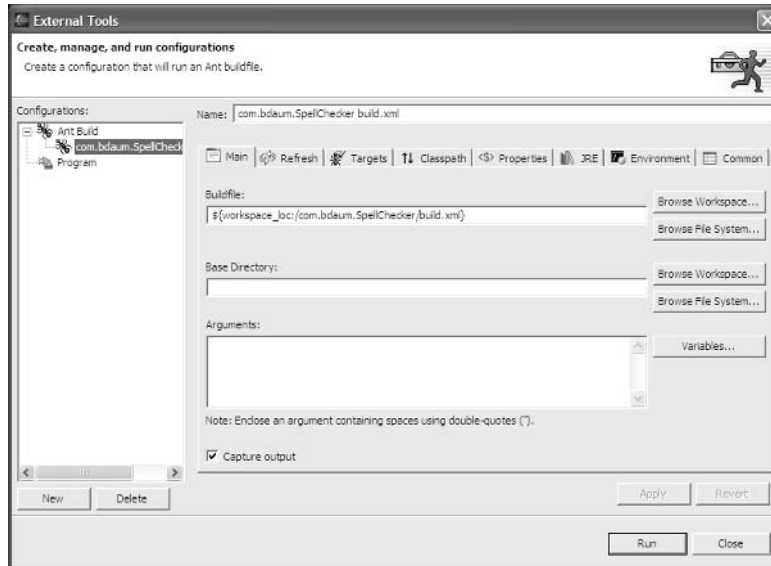 External Tools
Create, manage, and run configurations
Create a configuration that will run an Ant buildfile.
Configurations:
Ant Build
com.bdaum.SpellCheck
Program
New
Delete
Name: com.bdaum.SpellChecker build.xml
Main Refresh Targets Classpath Properties JRE Environment Common
Buildfile:
${workspace_loc:/com.bdaum.SpellChecker/build.xml}
Browse Workspace...
Browse File System...
Base Directory:
Browse Workspace...
Browse File System...
Arguments:
Variables...
Note: Enclose an argument containing spaces using double-quotes (").
Capture output
Apply
Revert
Run
Close